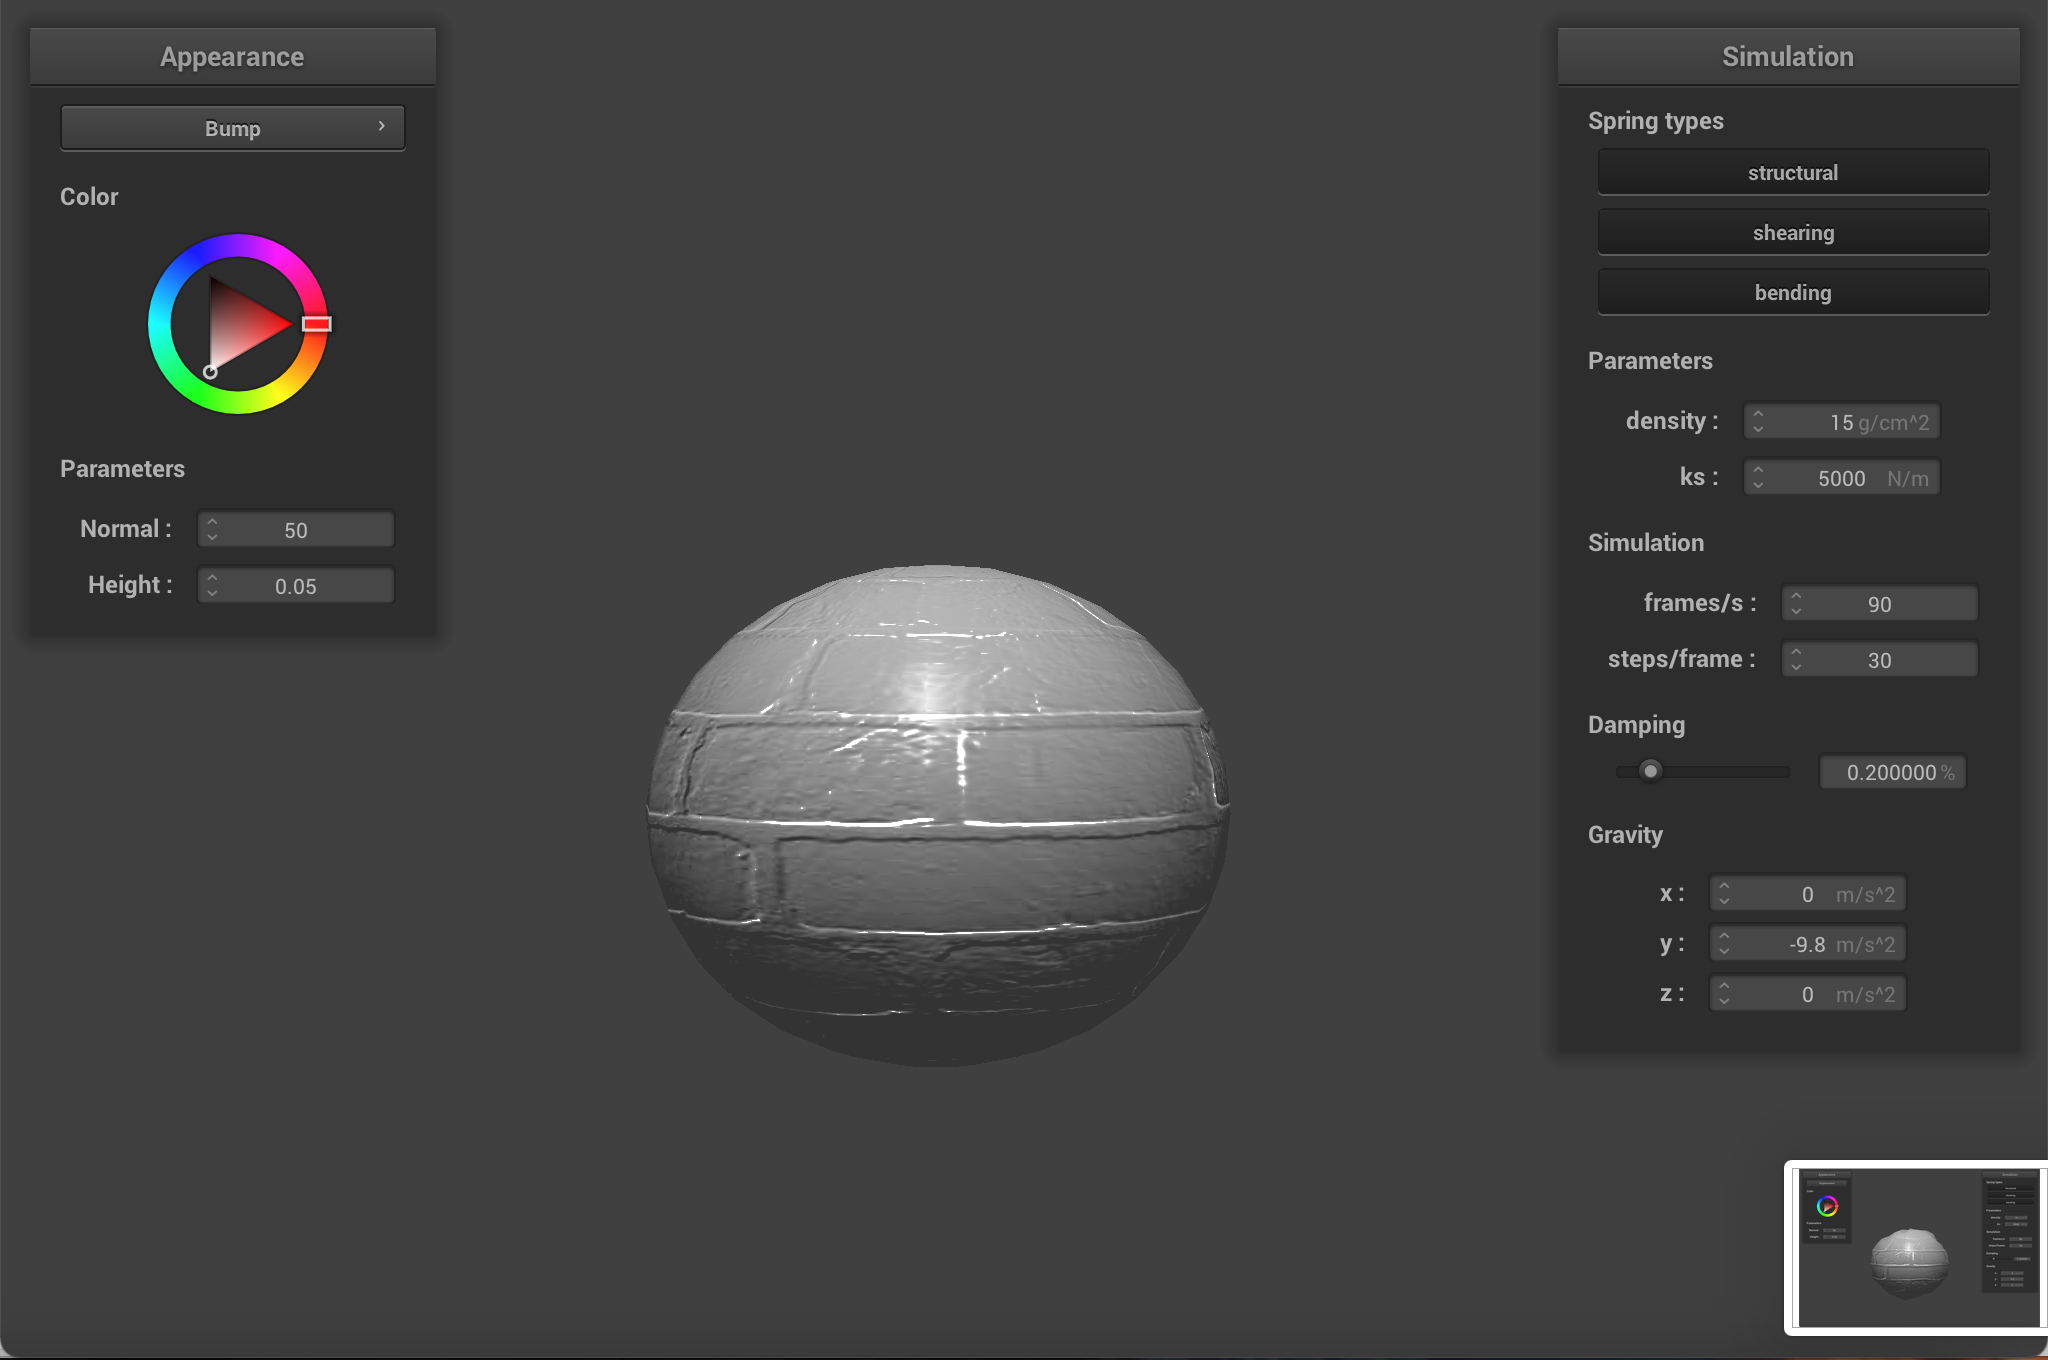 Appearance
Bump
Color
Parameters
Normal : 50
Height : 0.05
Simulation
Spring types
structural
shearing
bending
Parameters
density : 15 g/cm^2
ks : 5000 N/m
Simulation
frames/s : 90
steps/frame : 30
Damping
0.200000 %
Gravity
x : 0 m/s^2
y : -9.8 m/s^2
z : 0 m/s^2